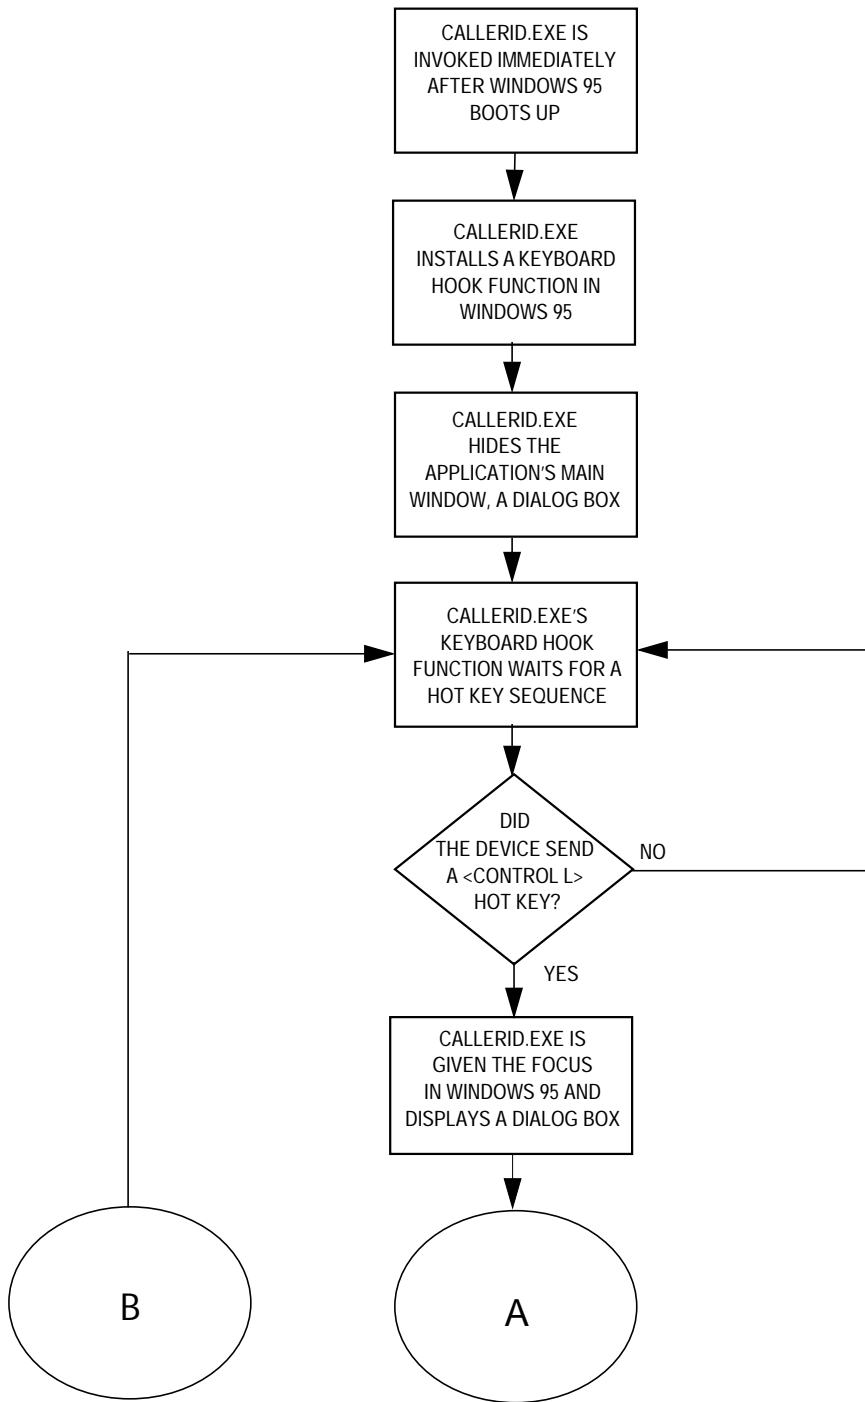 CALLERID.EXE IS
INVOKED IMMEDIATELY
AFTER WINDOWS 95
BOOTS UP
CALLERID.EXE
INSTALLS A KEYBOARD
HOOK FUNCTION IN
WINDOWS 95
CALLERID.EXE
HIDES THE
APPLICATION'S MAIN
WINDOW, A DIALOG BOX
CALLERID.EXE'S
KEYBOARD HOOK
FUNCTION WAITS FOR A
HOT KEY SEQUENCE
DID
THE DEVICE SEND
A <CONTROL L>
HOT KEY?
NO
YES
CALLERID.EXE IS
GIVEN THE FOCUS
IN WINDOWS 95 AND
DISPLAYS A DIALOG BOX
B
A